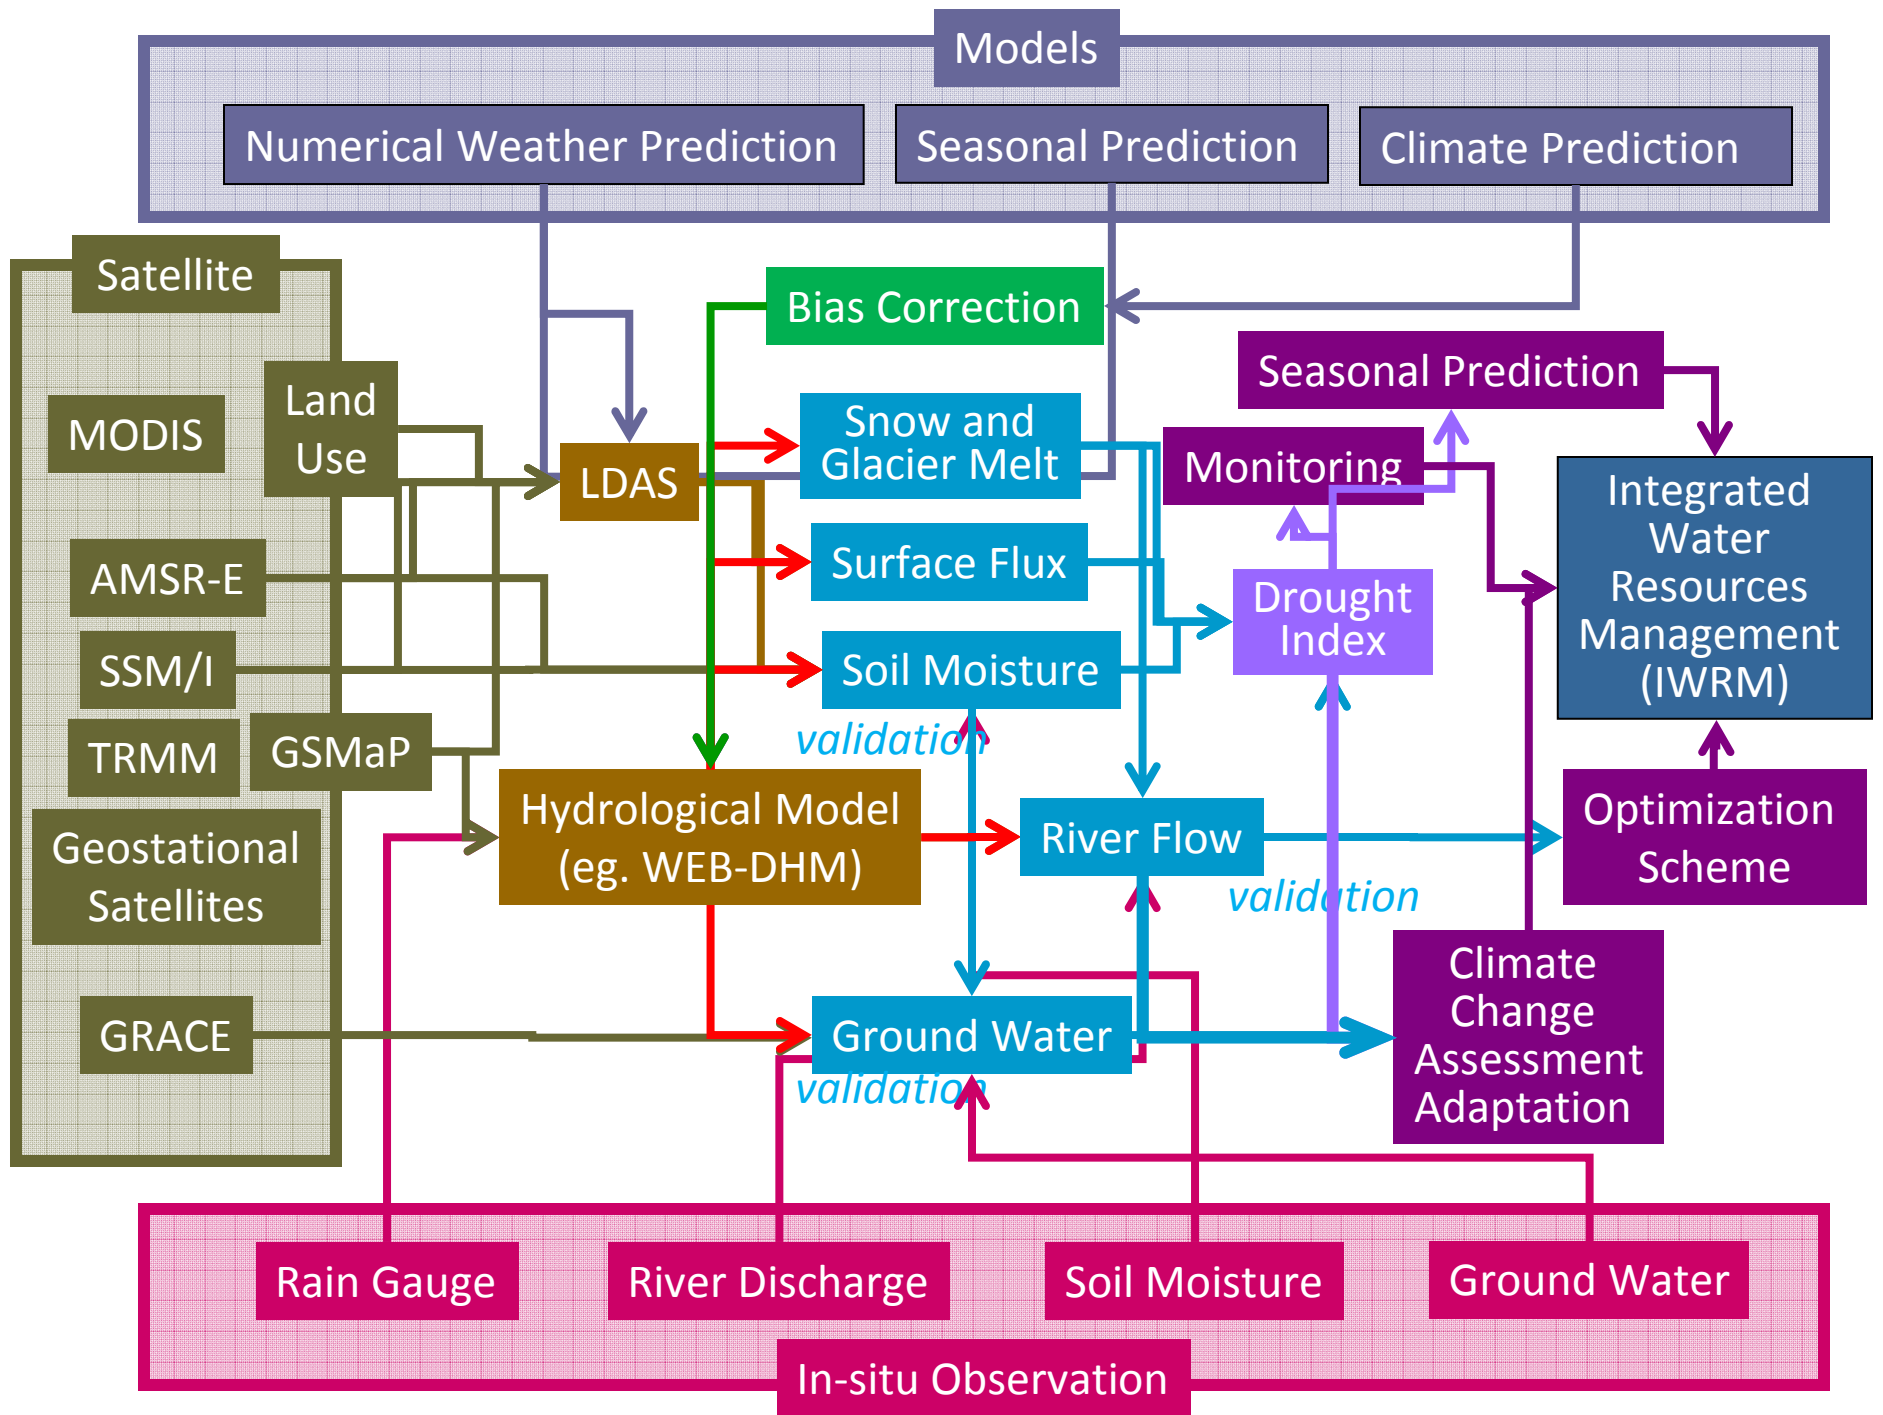 Models
Numerical Weather Prediction
Seasonal Prediction
Climate Prediction
Satellite
Bias Correction
Seasonal Prediction
Land
Use
MODIS
Snow and
Glacier Melt
Monitoring
LDAS
Integrated
Water
Resources
Management
(IWRM)
AMSR-E
Surface Flux
Drought
Index
SSM/I
Soil Moisture
validation
TRMM
GSMaP
Hydrological Model
(eg. WEB-DHM)
River Flow
Optimization
Scheme
validation
Geostational
Satellites
Climate
Change
Assessment
Adaptation
GRACE
Ground Water
validation
Rain Gauge
River Discharge
Soil Moisture
Ground Water
In-situ Observation